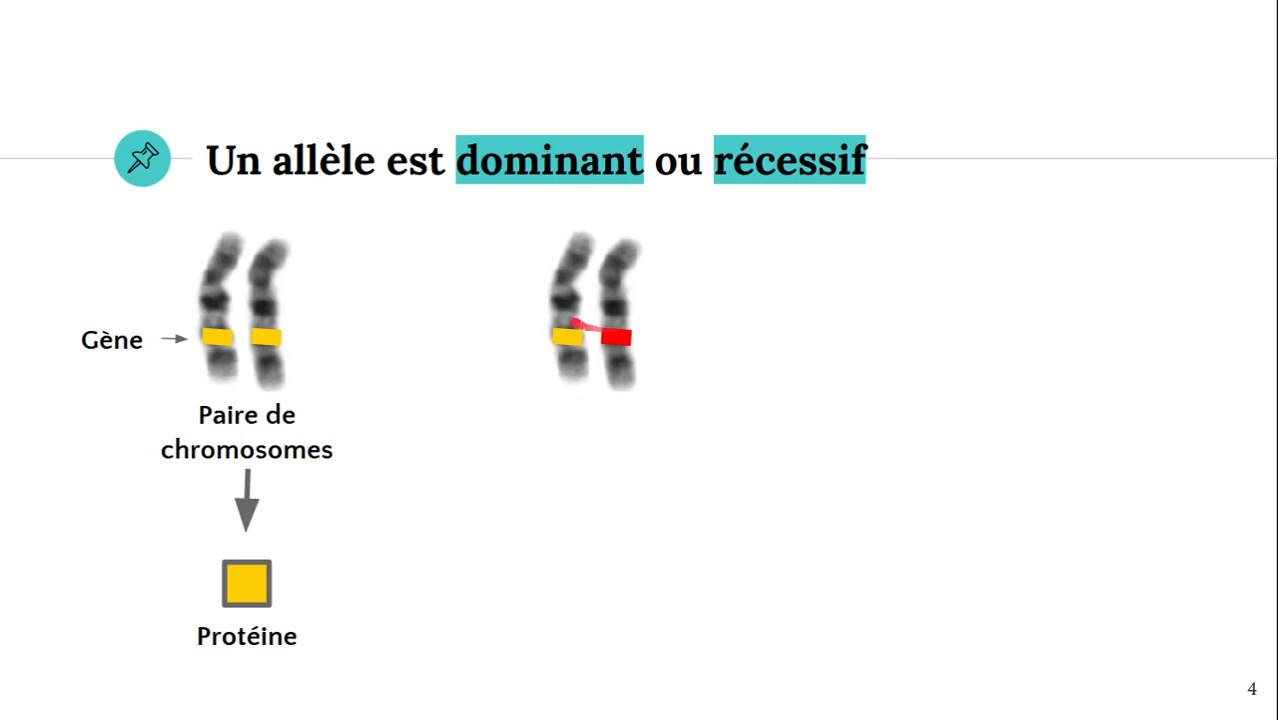 Un allèle est dominant ou récessif
Gène
Paire de
chromosomes
Protéine
4